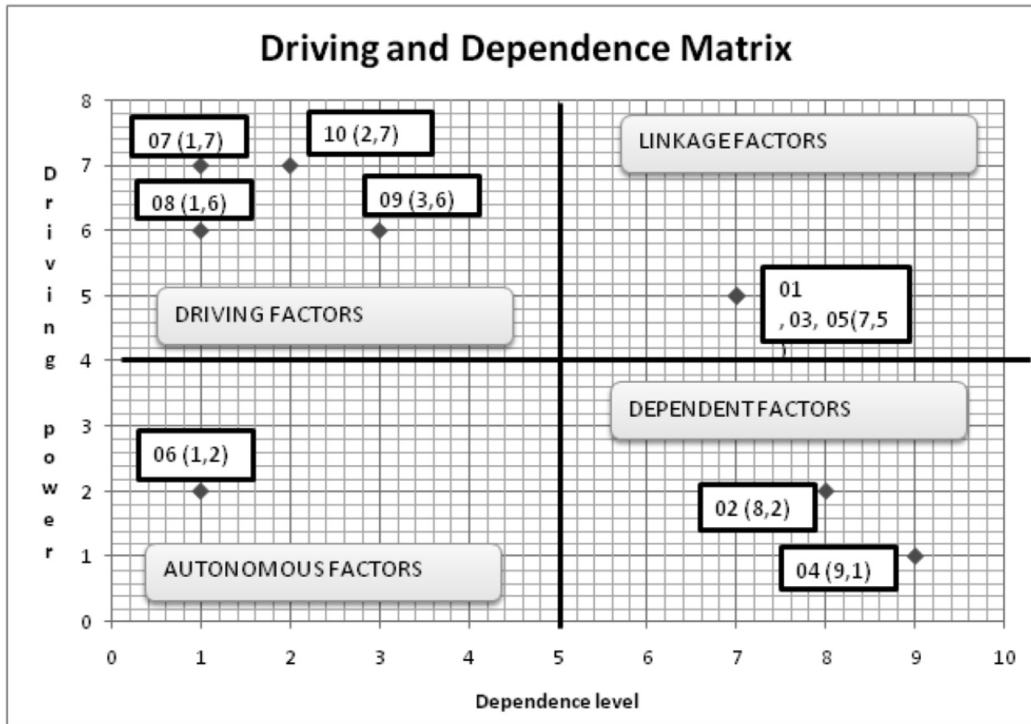 Driving and Dependence Matrix
8
7
6
5
4
3
2
1
0
Driving power
07 (1,7)
10 (2,7)
LINKAGE FACTORS
08 (1,6)
09 (3,6)
01
, 03, 05(7,5
)
DRIVING FACTORS
DEPENDENT FACTORS
06 (1,2)
02 (8,2)
04 (9,1)
AUTONOMOUS FACTORS
0 1 2 3 4 5 6 7 8 9 10
Dependence level